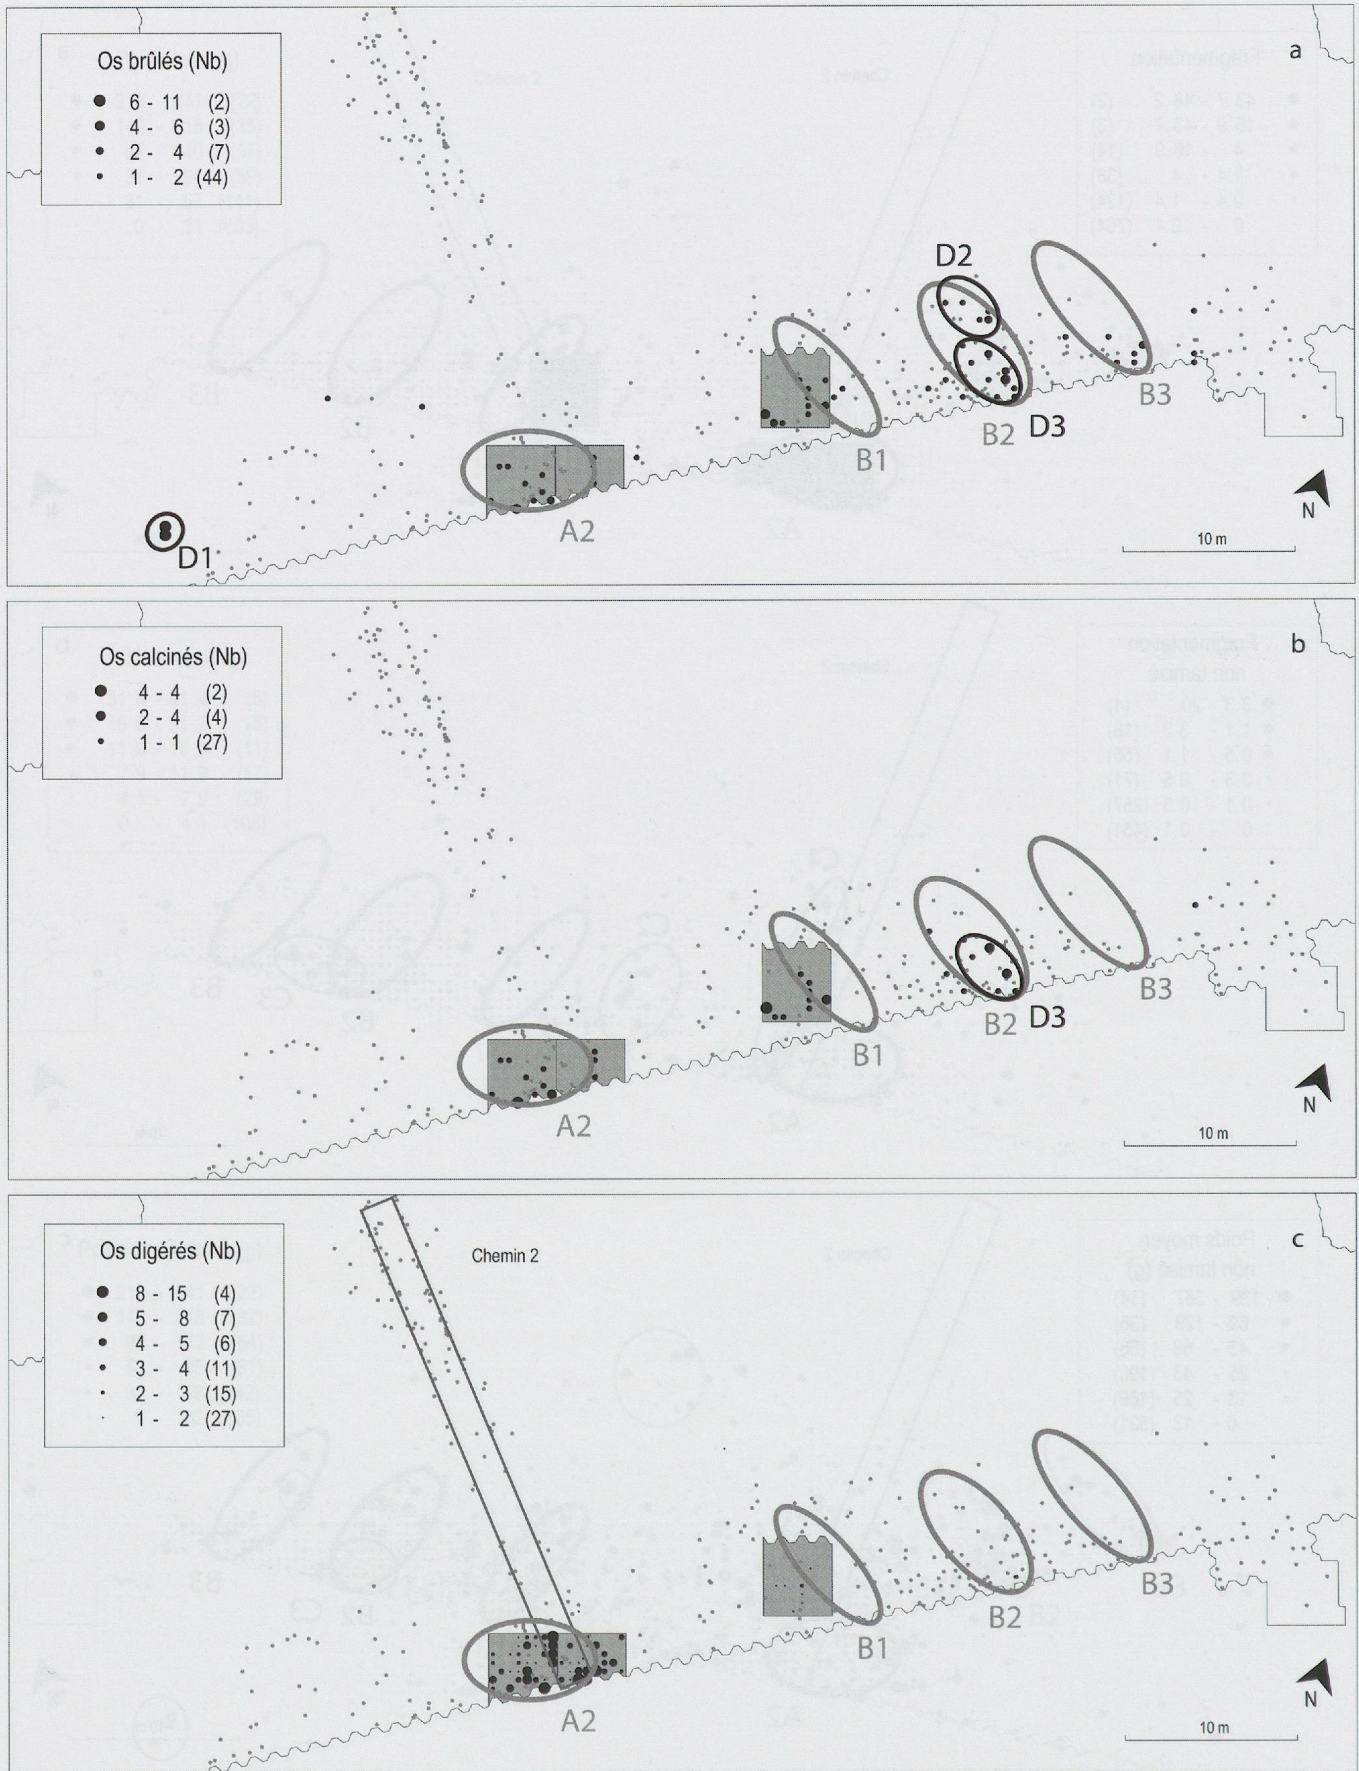 a
Os brûlés (Nb)
6 - 11 (2)
4 - 6 (3)
2 - 4 (7)
1 - 2 (44)
D2
B3
B2 D3
B1
A2
D1
N
10 m
b
Os calcinés (Nb)
4 - 4 (2)
2 - 4 (4)
1 - 1 (27)
B3
B2 D3
B1
A2
N
10 m
c
Os digérés (Nb)
8 - 15 (4)
5 - 8 (7)
4 - 5 (6)
3 - 4 (11)
2 - 3 (15)
1 - 2 (27)
Chemin 2
B3
B2
B1
A2
N
10 m